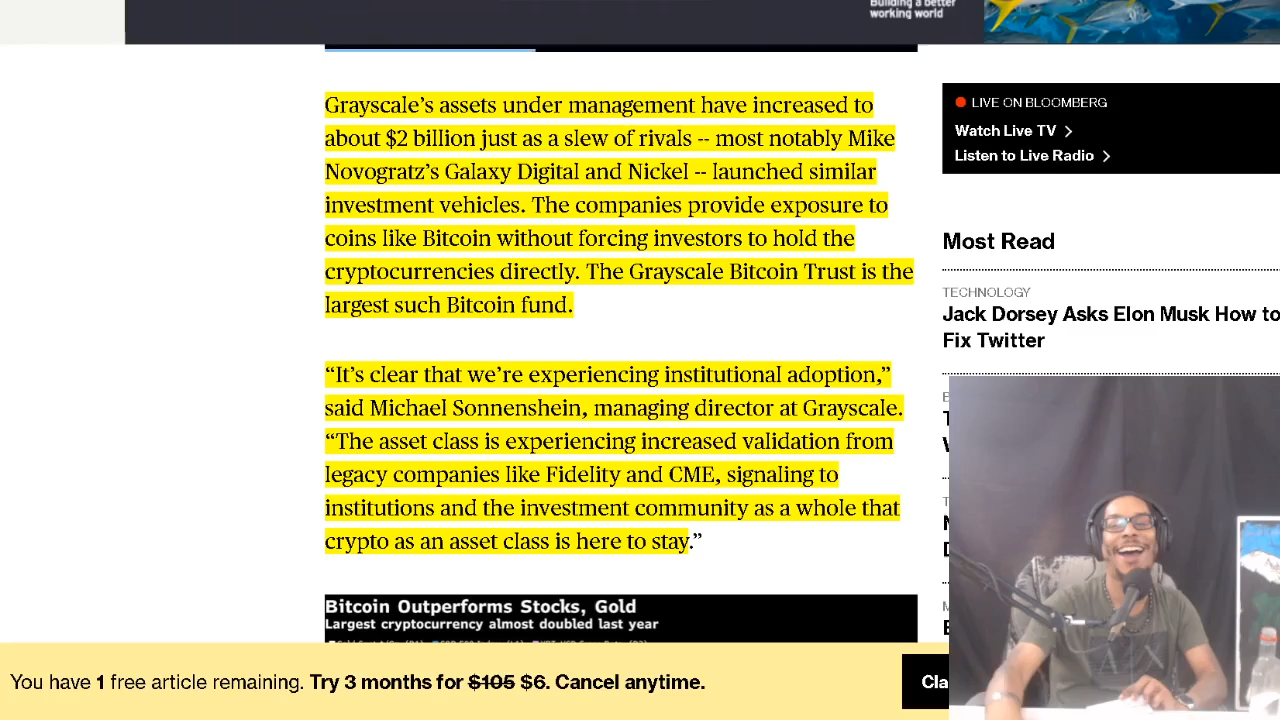 Building a better
working world
Grayscale’s assets under management have increased to
about $2 billion just as a slew of rivals -- most notably Mike
Novogratz’s Galaxy Digital and Nickel -- launched similar
investment vehicles. The companies provide exposure to
coins like Bitcoin without forcing investors to hold the
cryptocurrencies directly. The Grayscale Bitcoin Trust is the
largest such Bitcoin fund.
“It’s clear that we’re experiencing institutional adoption,”
said Michael Sonnenshein, managing director at Grayscale.
“The asset class is experiencing increased validation from
legacy companies like Fidelity and CME, signaling to
institutions and the investment community as a whole that
crypto as an asset class is here to stay.”
Bitcoin Outperforms Stocks, Gold
Largest cryptocurrency almost doubled last year
LIVE ON BLOOMBERG
Watch Live TV
Listen to Live Radio
Most Read
TECHNOLOGY
Jack Dorsey Asks Elon Musk How to
Fix Twitter
You have 1 free article remaining. Try 3 months for $105 $6. Cancel anytime.